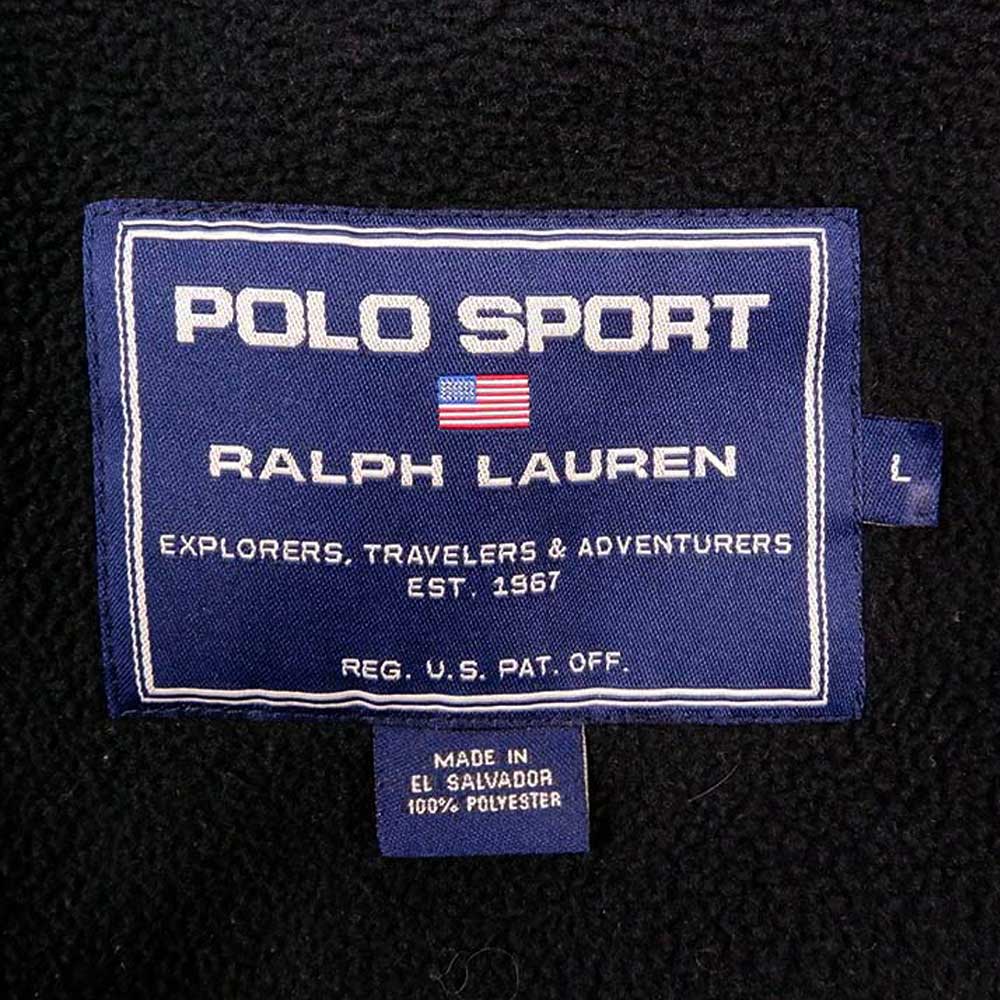 POLO SPORT
RALPH LAUREN
EXPLORERS, TRAVELERS & ADVENTURERS
EST. 1967
REG. U.S. PAT. OFF.
L
MADE IN
EL SALVADOR
100% POLYESTER